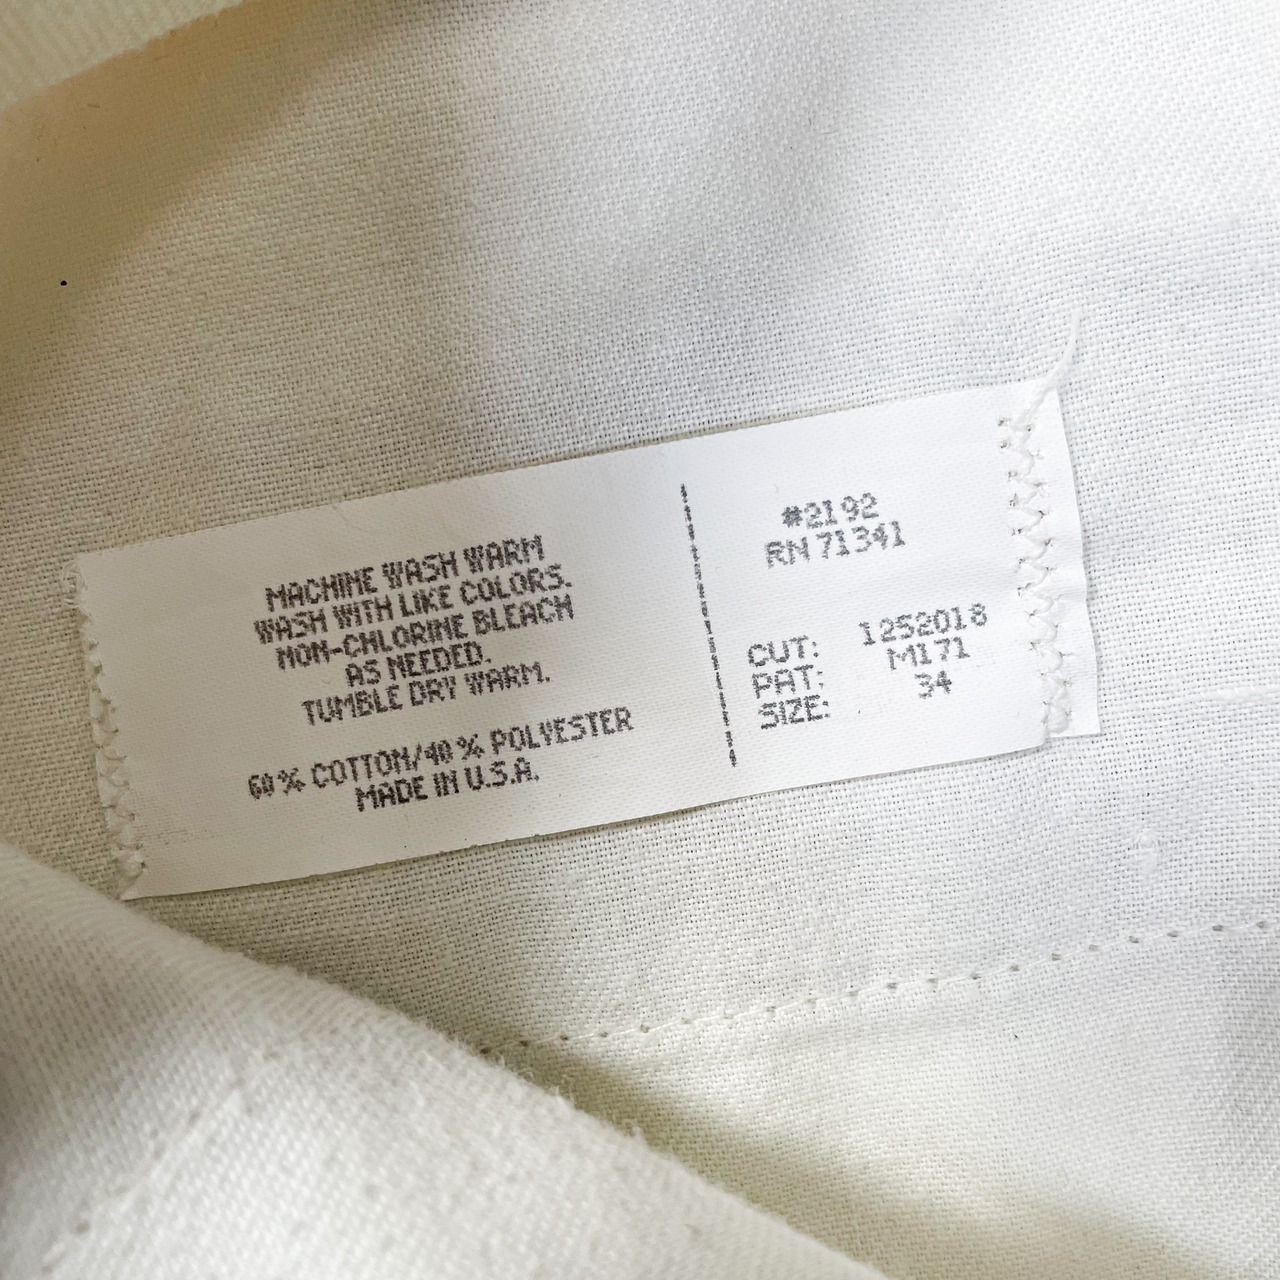 MACHINE WASH WARM
WASH WITH LIKE COLORS.
NON-CHLORINE BLEACH
AS NEEDED.
TUMBLE DRY WARM.
60% COTTON/40% POLYESTER
MADE IN U.S.A.
#2192
RN 71341
CUT: 1252018
PAT: M171
SIZE: 34